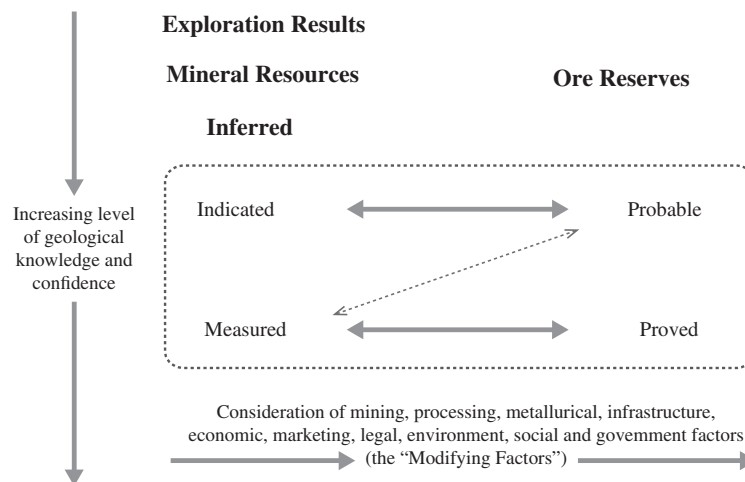 Exploration Results
Mineral Resources
Ore Reserves
Inferred
Indicated
Probable
Increasing level
of geological
knowledge and
confidence
Measured
Proved
Consideration of mining, processing, metallurical, infrastructure,
economic, marketing, legal, environment, social and govemment factors
(the “Modifying Factors”)